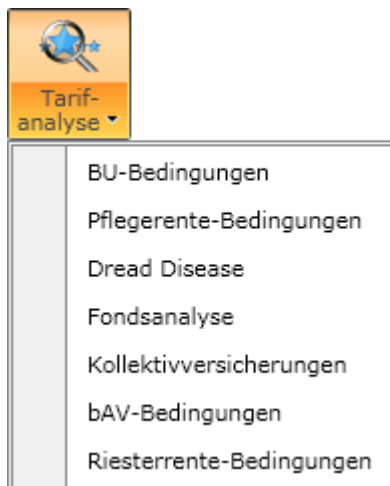 Tarif-
analyse
BU-Bedingungen
Pflegerente-Bedingungen
Dread Disease
Fondsanalyse
Kollektivversicherungen
bAV-Bedingungen
Riesterrente-Bedingungen